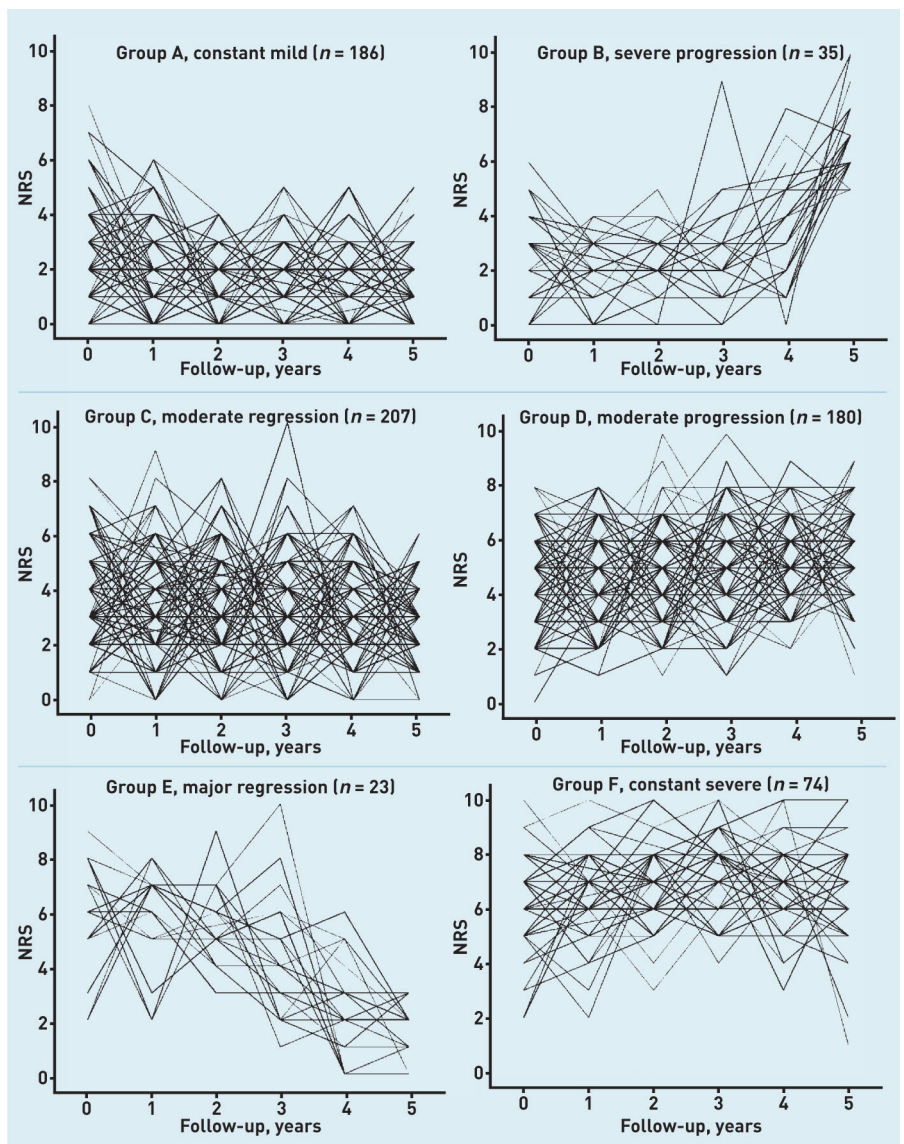 Group A, constant mild (n = 186)
10
8
6
4
2
0
NRS
0 1 2 3 4 5
Follow-up, years
Group B, severe progression (n = 35)
10
8
6
4
2
0
NRS
0 1 2 3 4 5
Follow-up, years
Group C, moderate regression (n = 207)
10
8
6
4
2
0
NRS
0 1 2 3 4 5
Follow-up, years
Group D, moderate progression (n = 180)
10
8
6
4
2
0
NRS
0 1 2 3 4 5
Follow-up, years
Group E, major regression (n = 23)
10
8
6
4
2
0
NRS
0 1 2 3 4 5
Follow-up, years
Group F, constant severe (n = 74)
10
8
6
4
2
0
NRS
0 1 2 3 4 5
Follow-up, years